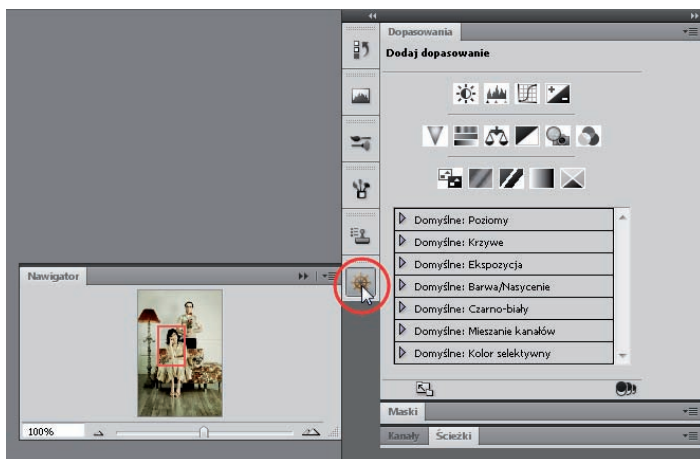 Dopasowania
Dodaj dopasowanie
Domyślne: Poziomy
Domyślne: Krzywe
Domyślne: Ekspozycja
Domyślne: Barwa/Nasycenie
Domyślne: Czarno-biały
Domyślne: Mieszanie kanałów
Domyślne: Kolor selektywny
Maski
Kanały Ścieżki
Nawigator
100%